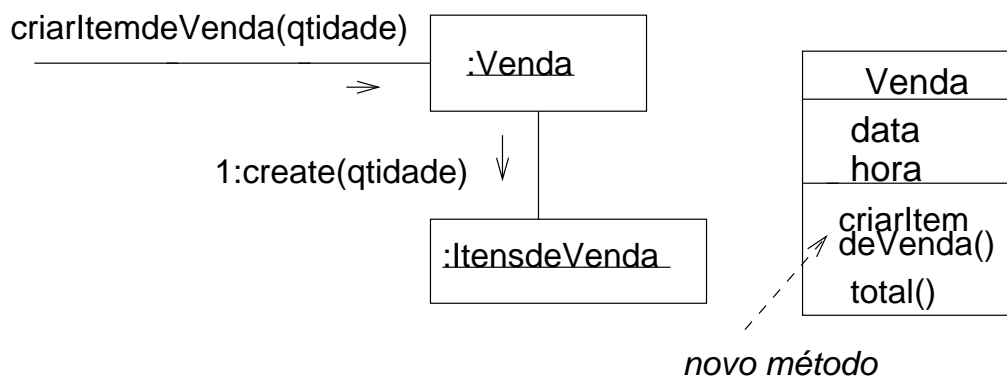 criarItemdeVenda(qtidade)
:Venda
1:create(qtidade)
:ItensdeVenda
Venda
data
hora
criarItem
deVenda()
total()
novo método